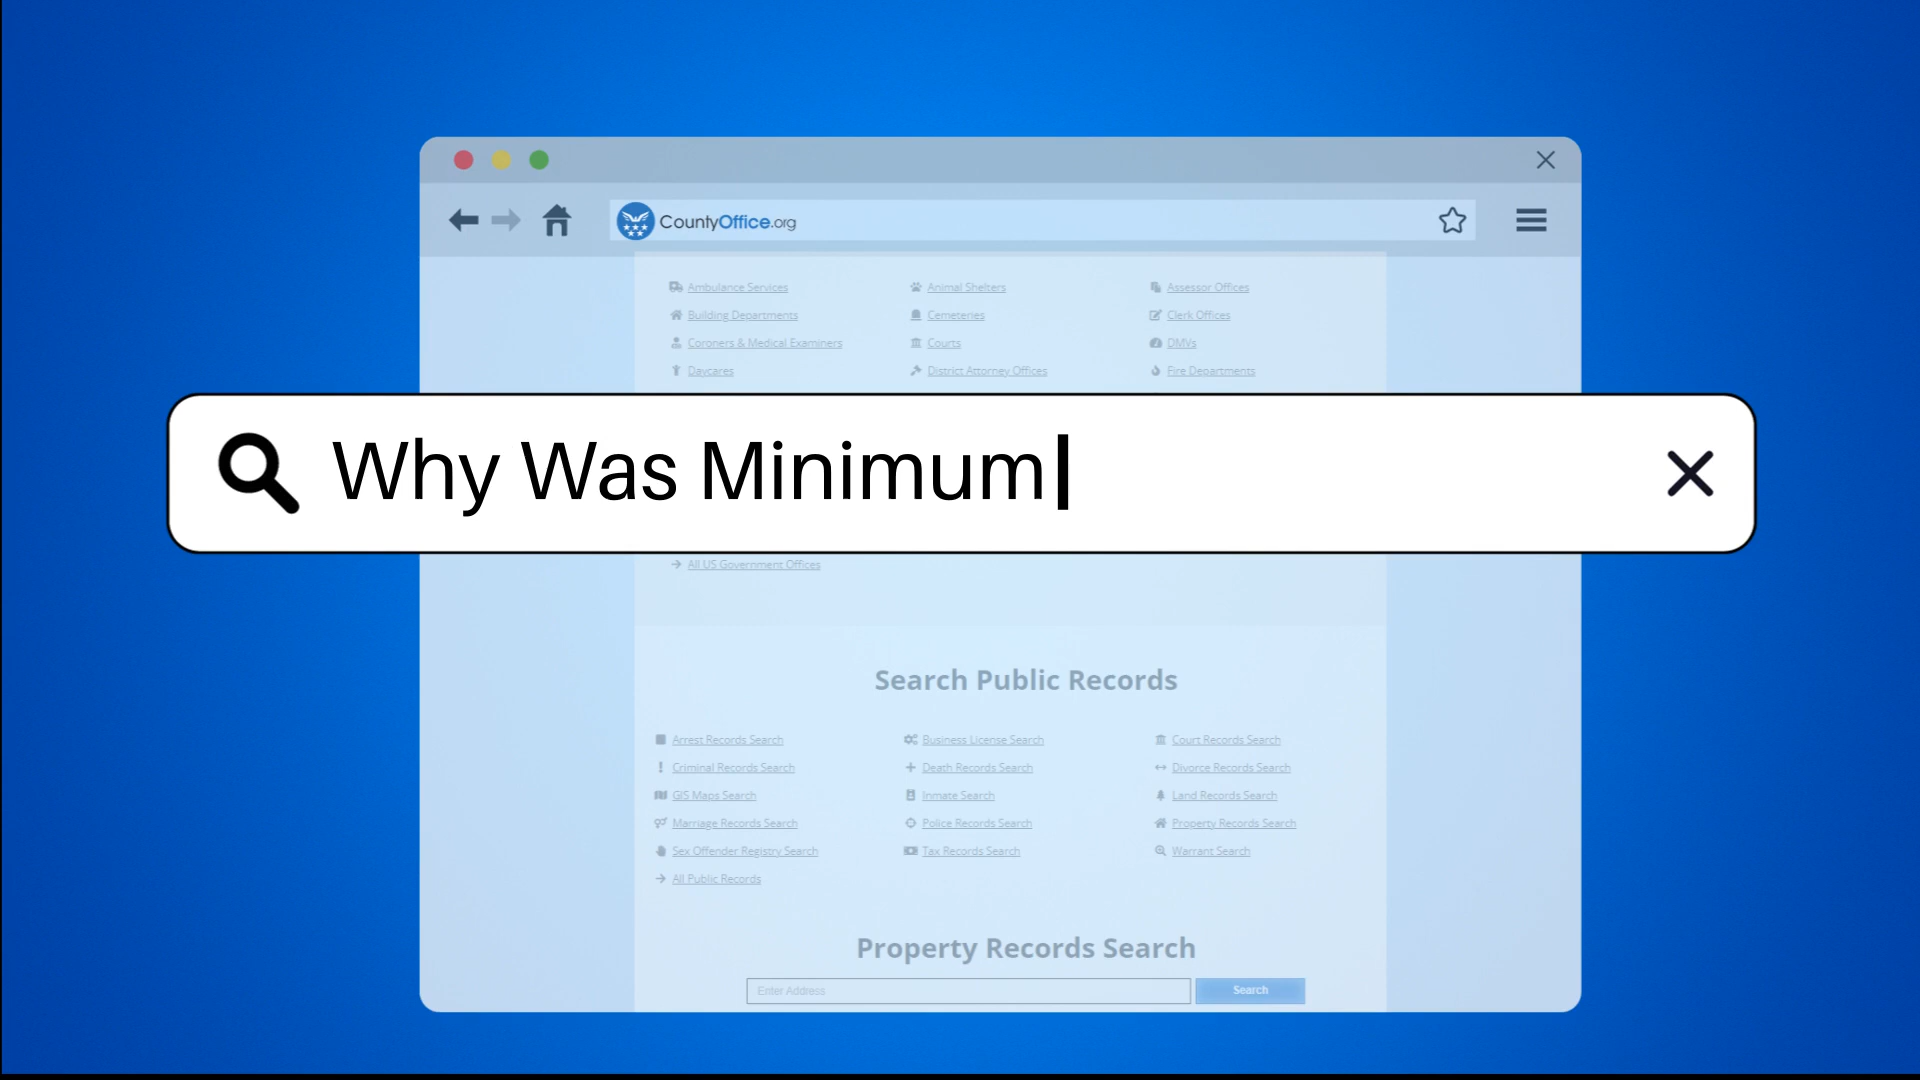 CountyOffice.org
Ambulance Services Animal Shelters Assessor Offices
Building Departments Cemeteries Clerk Offices
Coroners & Medical Examiners Courts DMVs
Daycares District Attorney Offices Fire Departments
Why Was Minimum
All US Government Offices
Search Public Records
Arrest Records Search Business License Search Court Records Search
Criminal Records Search Death Records Search Divorce Records Search
GIS Maps Search Inmate Search Land Records Search
Marriage Records Search Police Records Search Property Records Search
Sex Offender Registry Search Tax Records Search Warrant Search
All Public Records
Property Records Search
Enter Address Search